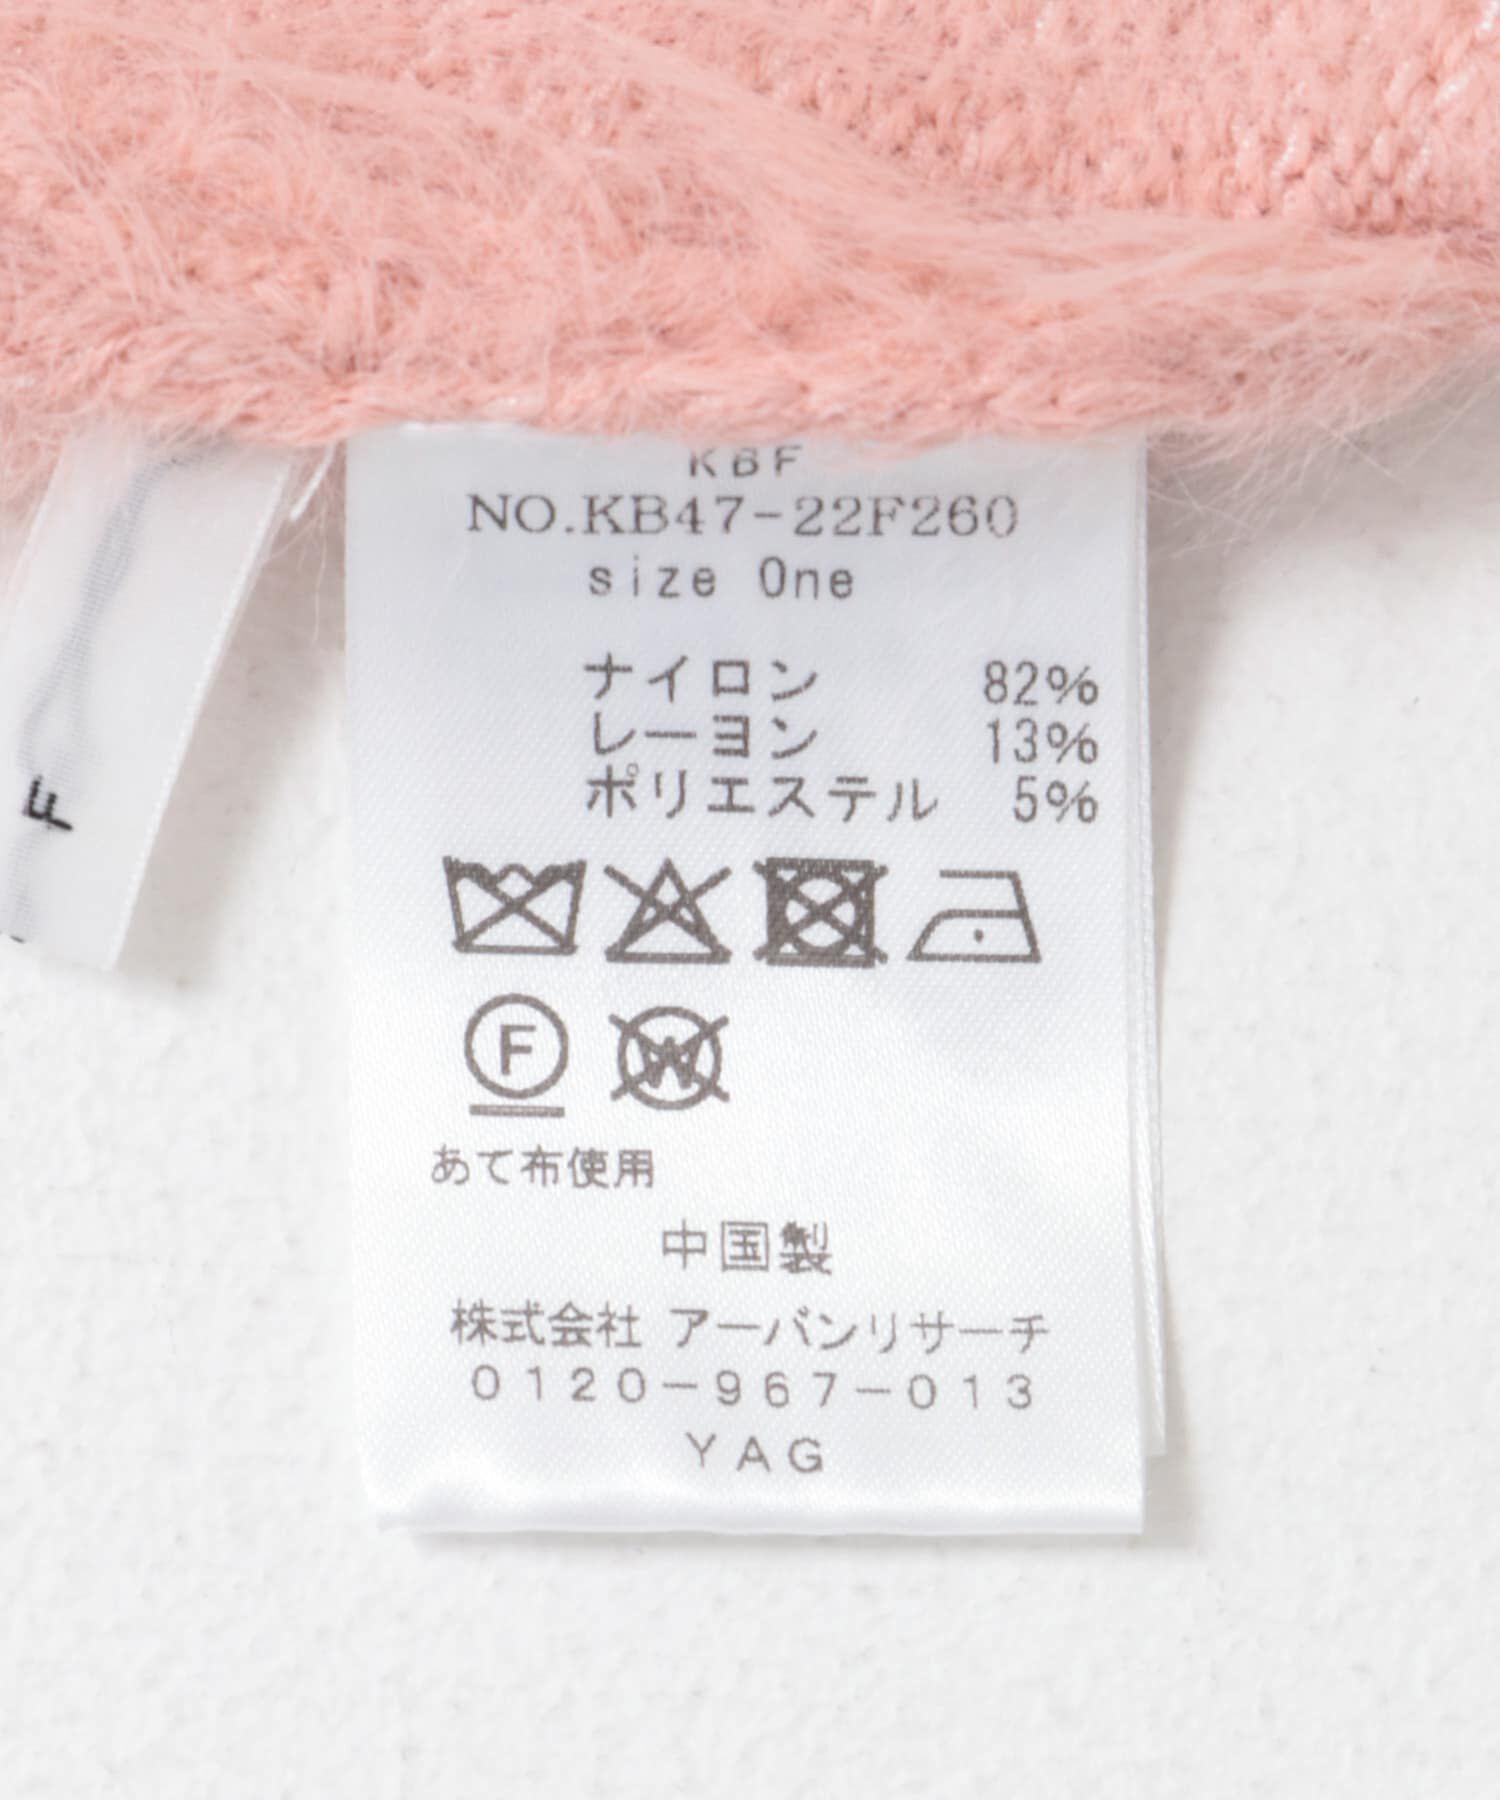 KBF
NO.KB47-22F260
size One
ナイロン 82%
レーヨン 13%
ポリエステル 5%
F W
あて布使用
中国製
株式会社 アーバンリサーチ
0120-967-013
YAG
F